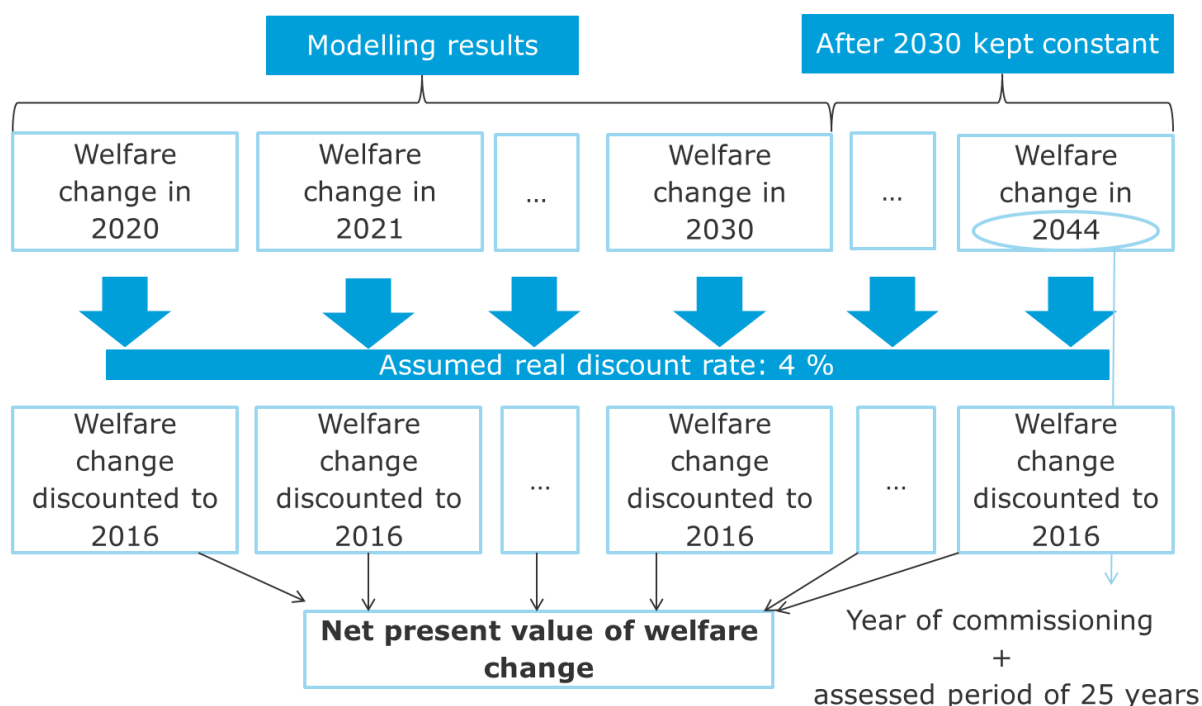 Modelling results
After 2030 kept constant
Welfare
change in
2020
Welfare
change in
2021
...
Welfare
change in
2030
...
Welfare
change in
2044
Assumed real discount rate: 4 %
Welfare
change
discounted to
2016
Welfare
change
discounted to
2016
...
Welfare
change
discounted to
2016
...
Welfare
change
discounted to
2016
Net present value of welfare
change
Year of commissioning
+
assessed period of 25 years